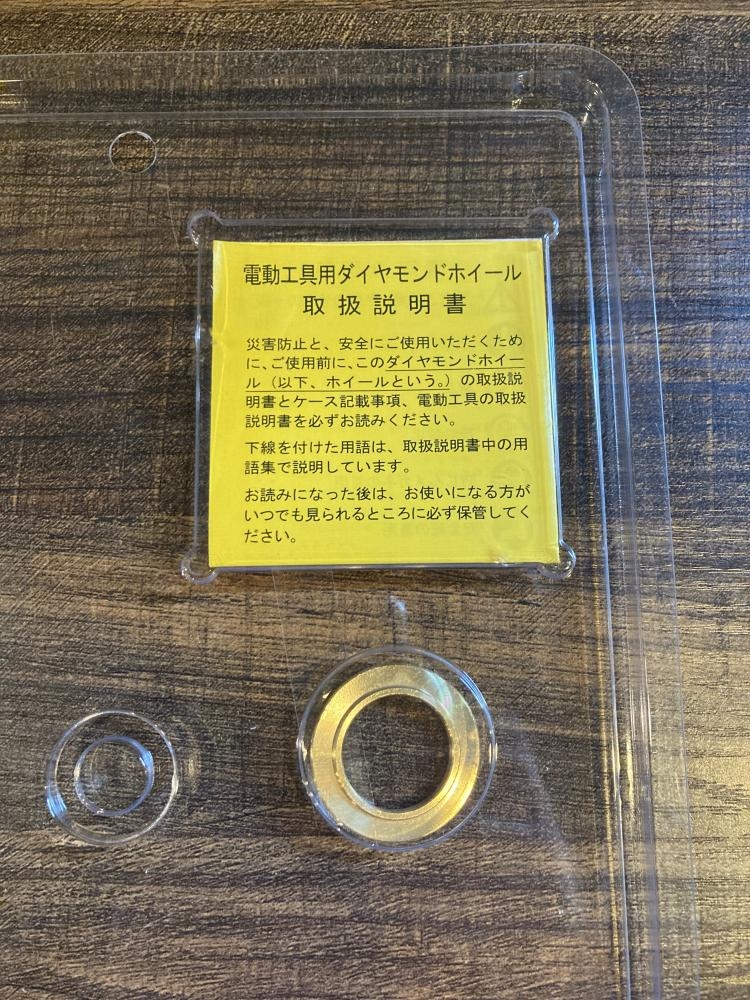 電動工具用ダイヤモンドホイール
取扱説明書
災害防止と、安全にご使用いただくため
に、ご使用前に、このダイヤモンドホイー
ル（以下、ホイールという。）の取扱説
明書とケース記載事項、電動工具の取扱
説明書を必ずお読みください。
下線を付けた用語は、取扱説明書中の用
語集で説明しています。
お読みになった後は、お使いになる方が
いつでも見られるところに必ず保管してく
ださい。